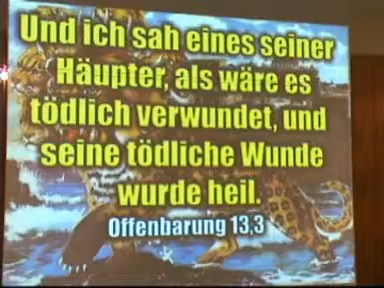 Und ich sah eines seiner
Häupter, als wäre es
tödlich verwundet, und
seine tödliche Wunde
wurde heil.
Offenbarung 13,3